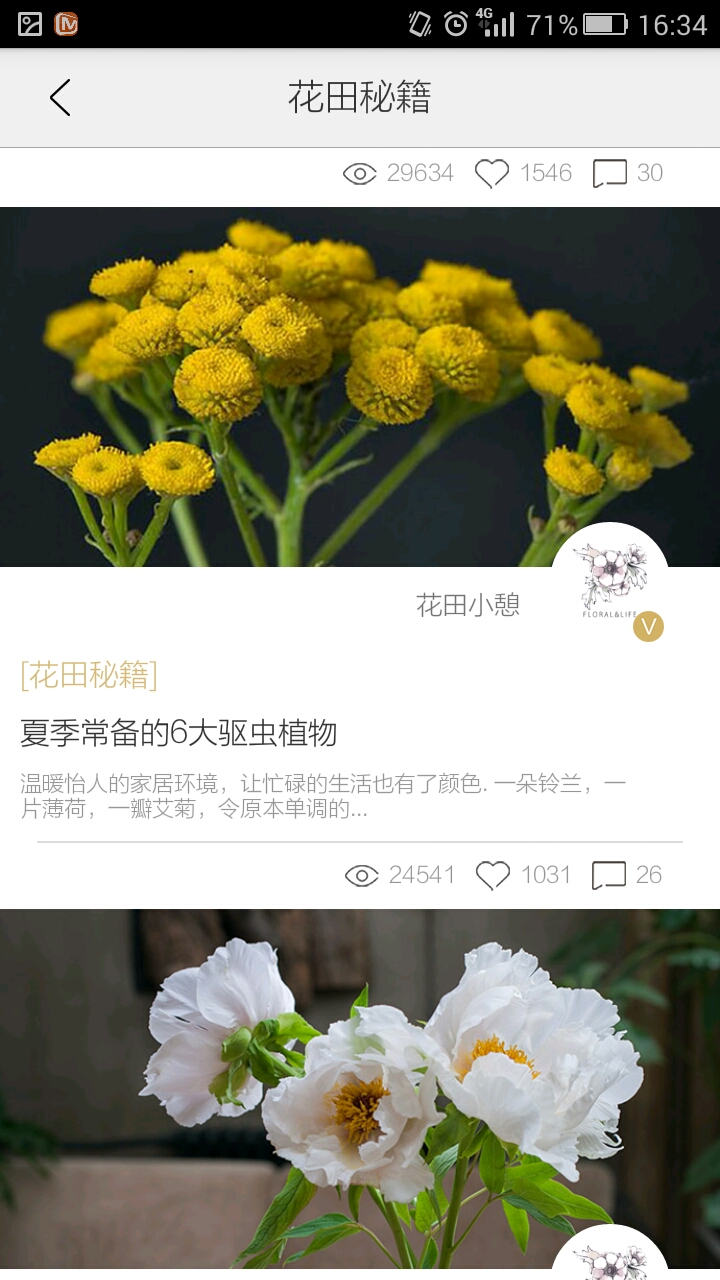 4G 71% 16:34
花田秘籍
29634 1546 30
花田小憩
FLORAL&LIFE
V
[花田秘籍]
夏季常备的6大驱虫植物
温暖怡人的家居环境，让忙碌的生活也有了颜色. 一朵铃兰，一
片薄荷，一瓣艾菊，令原本单调的...
24541 1031 26